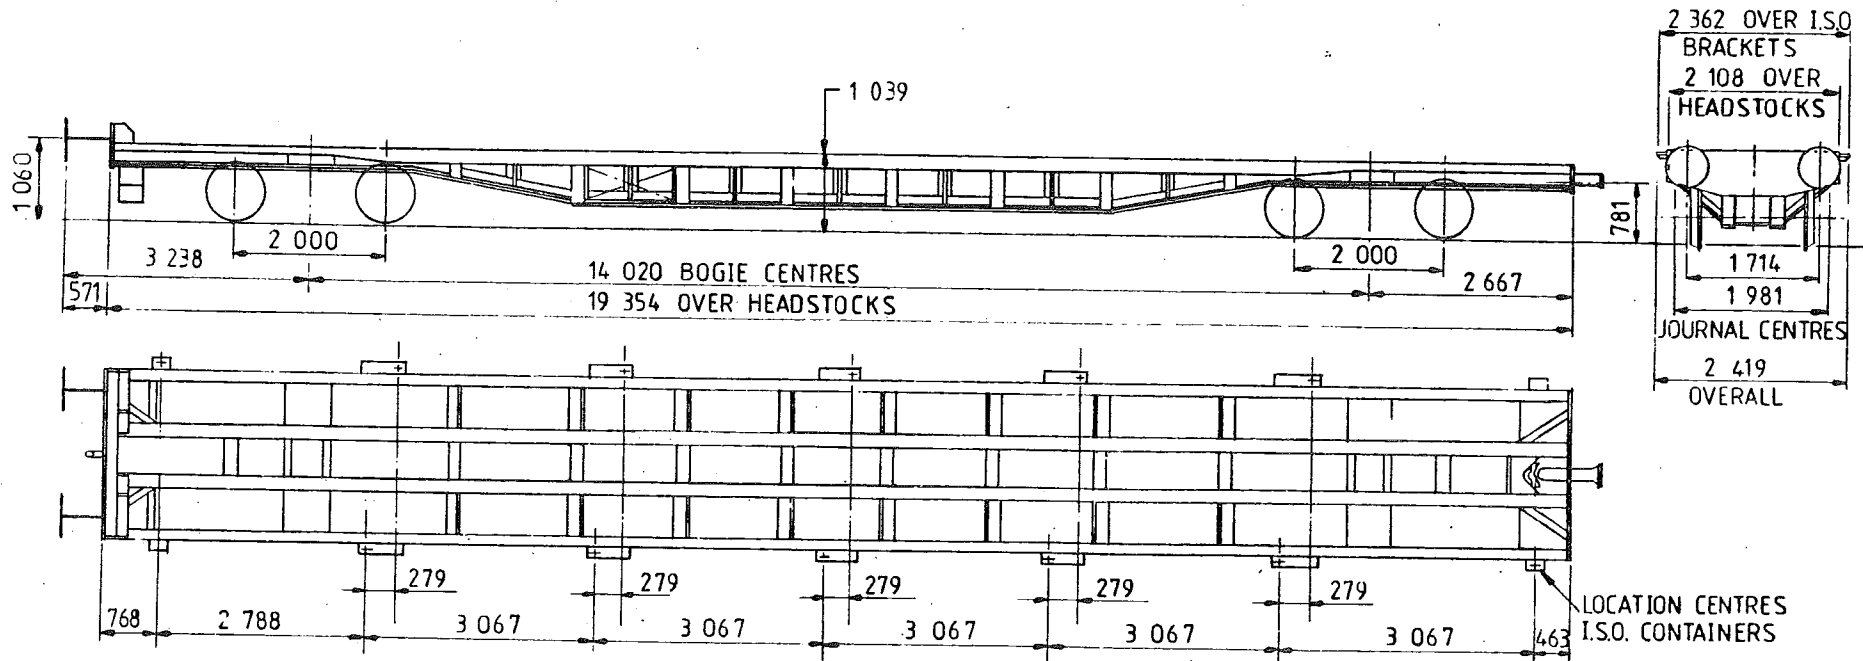 2 362 OVER I.S.O
BRACKETS
2 108 OVER
HEADSTOCKS
1 039
1 060
781
2 000
2 000
3 238
14 020 BOGIE CENTRES
2 667
571
19 354 OVER HEADSTOCKS
1 714
1 981
JOURNAL CENTRES
2 419
OVERALL
279
279
279
279
279
768
2 788
3 067
3 067
3 067
3 067
3 067
463
LOCATION CENTRES
I.S.O. CONTAINERS